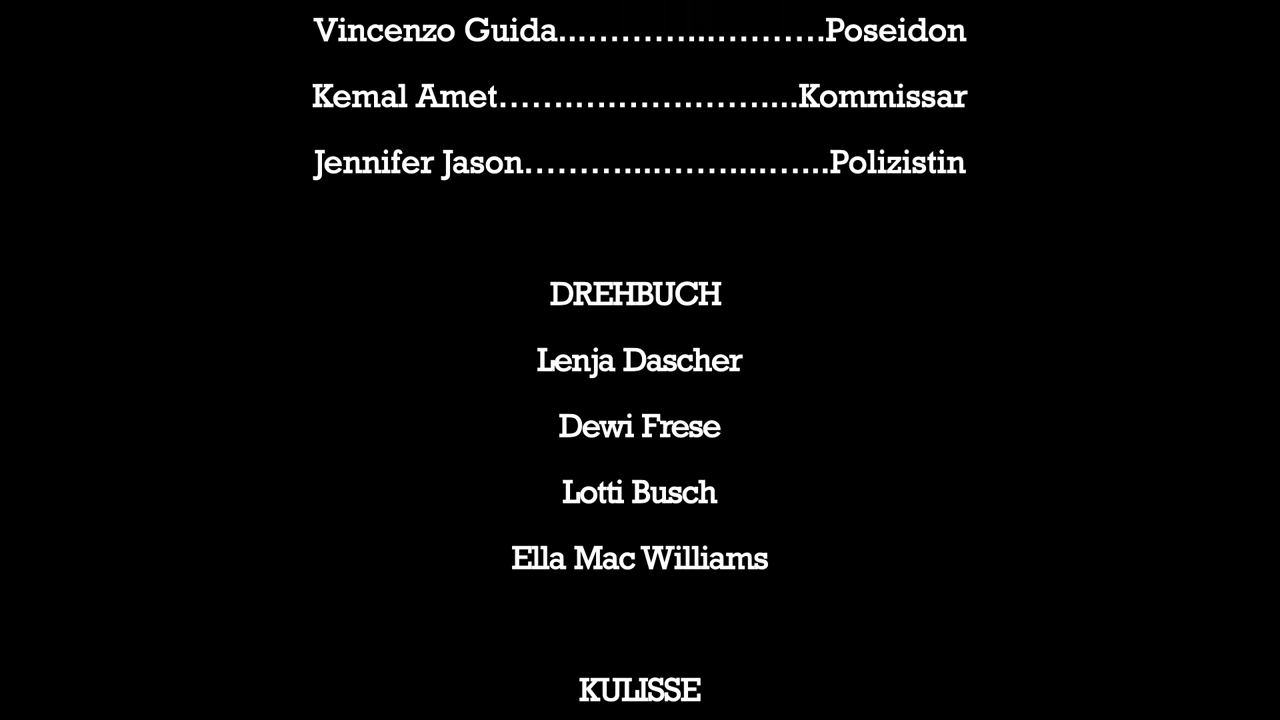 Vincenzo Guida...………...……….Poseidon
Kemal Amet……….…….………....Kommissar
Jennifer Jason………....……....…...Polizistin
DREHBUCH
Lenja Dascher
Dewi Frese
Lotti Busch
Ella Mac Williams
KULISSE